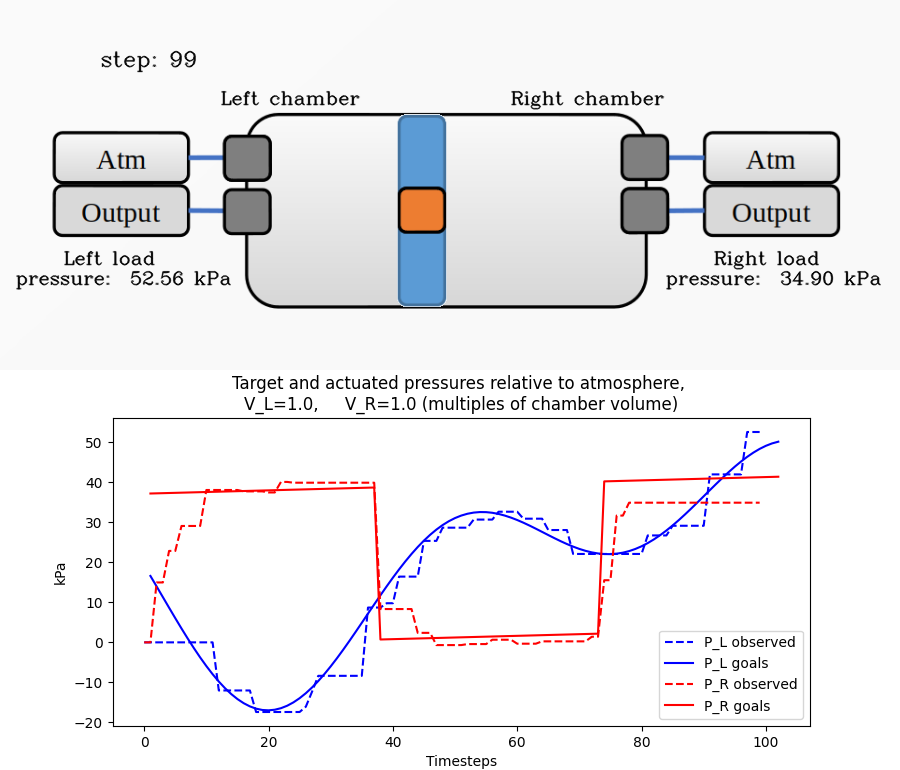 step: 99
Left chamber
Right chamber
Atm
Atm
Output
Output
Left load
pressure: 52.56 kPa
Right load
pressure: 34.90 kPa
Target and actuated pressures relative to atmosphere,
V_L=1.0, V_R=1.0 (multiples of chamber volume)
50
40
30
20
10
0
−10
−20
kPa
0
20
40
60
80
100
Timesteps
P_L observed
P_L goals
P_R observed
P_R goals